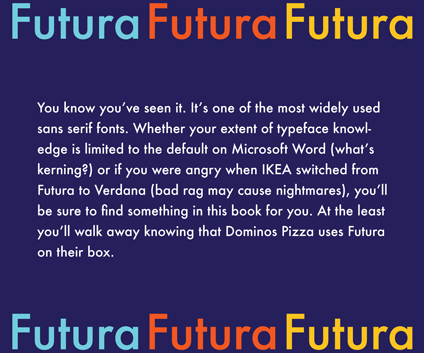 Futura Futura Futura
You know you've seen it. It's one of the most widely used
sans serif fonts. Whether your extent of typeface knowl-
edge is limited to the default on Microsoft Word (what's
kerning?) or if you were angry when IKEA switched from
Futura to Verdana (bad rag may cause nightmares), you'll
be sure to find something in this book for you. At the least
you'll walk away knowing that Dominos Pizza uses Futura
on their box.
Futura Futura Futura